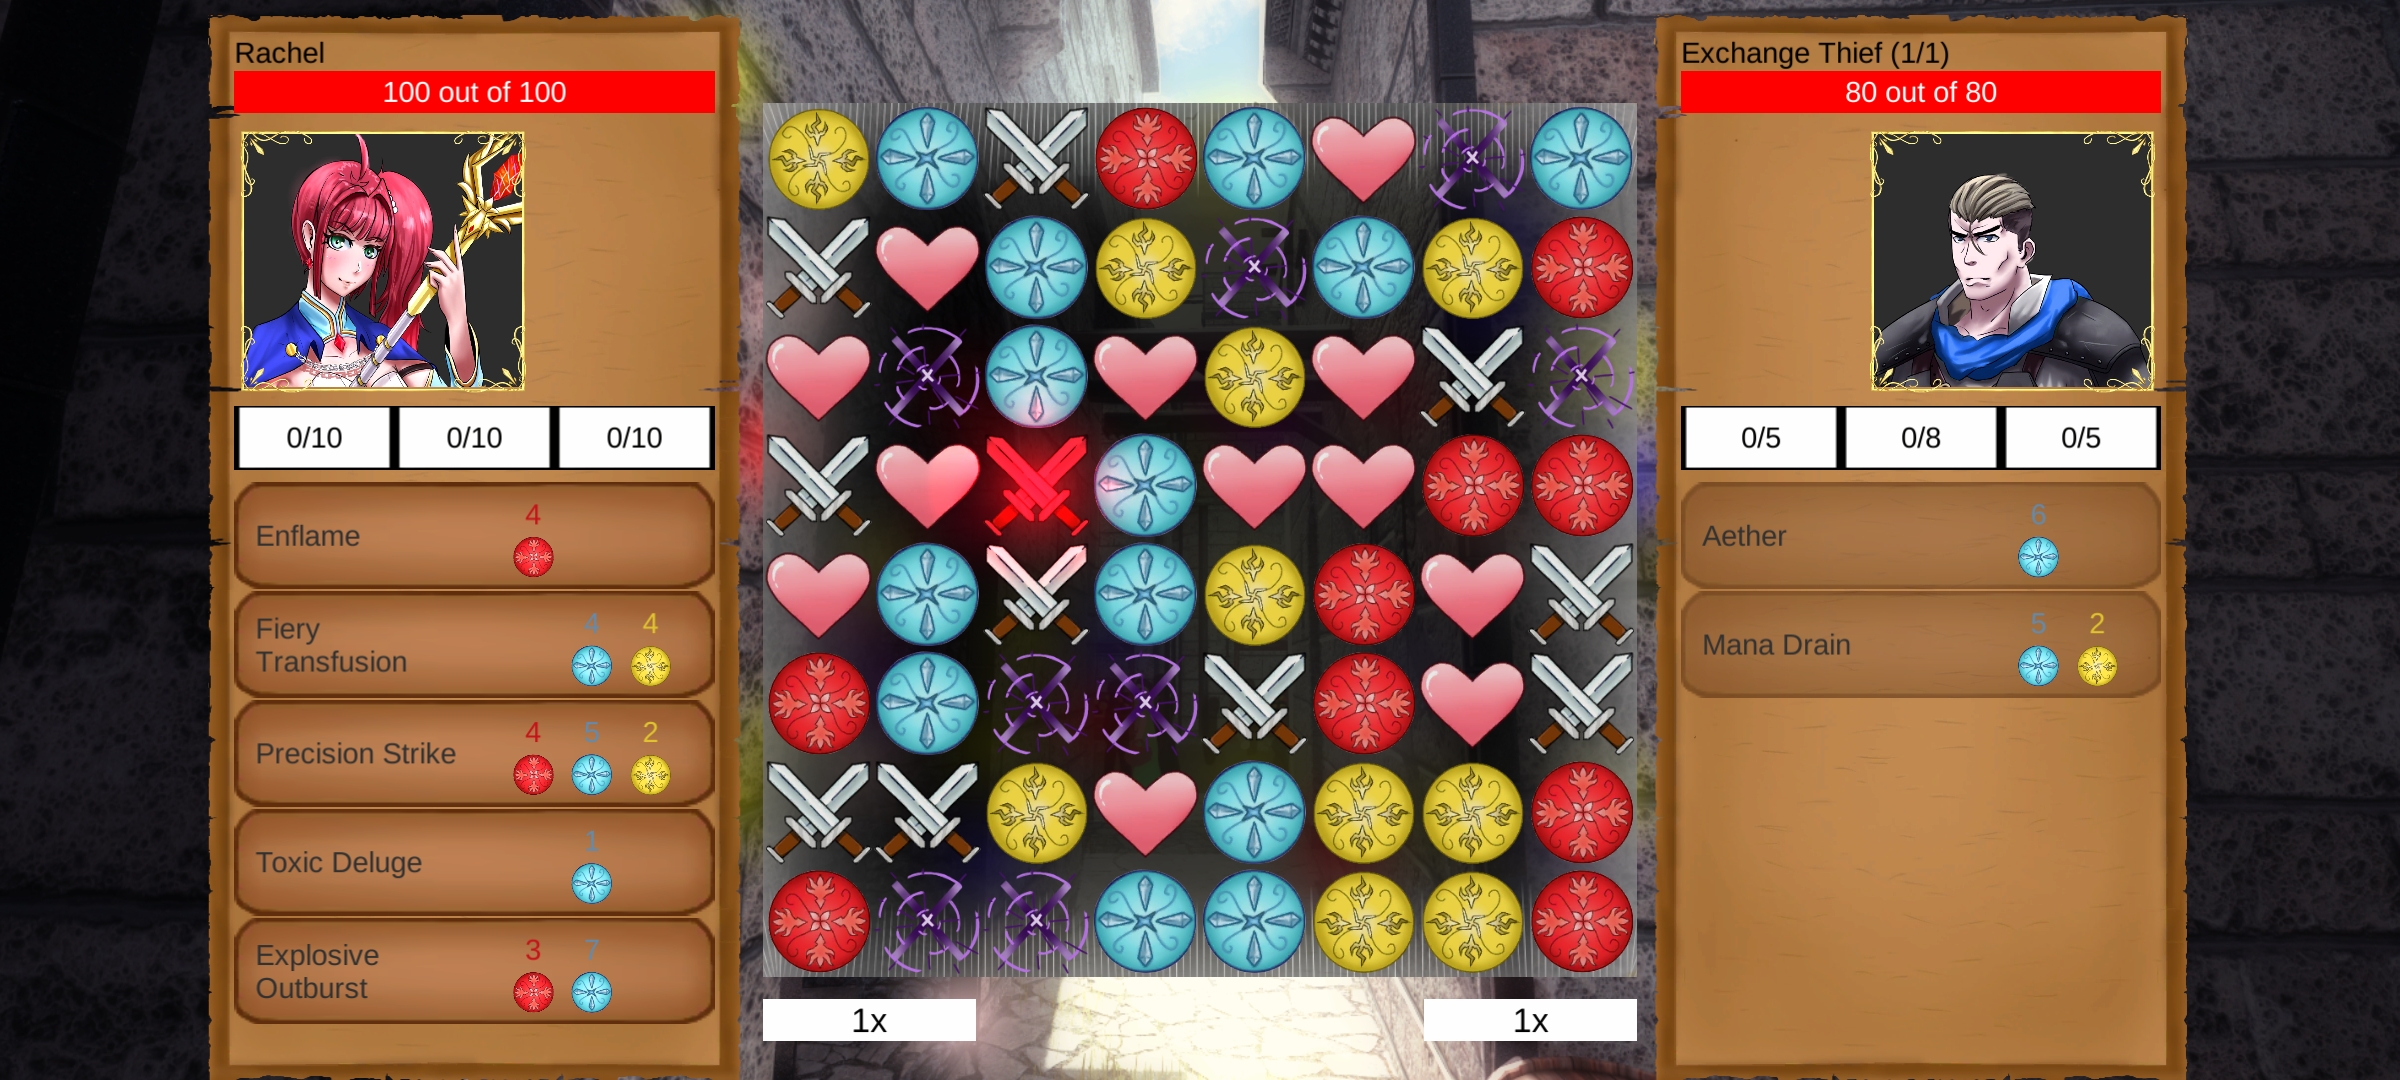 Rachel
100 out of 100
0/10 0/10 0/10
Enflame 4
Fiery Transfusion 4 4
Precision Strike 4 5 2
Toxic Deluge 1
Explosive Outburst 3 7
1x 1x
Exchange Thief (1/1)
80 out of 80
0/5 0/8 0/5
Aether 6
Mana Drain 5 2